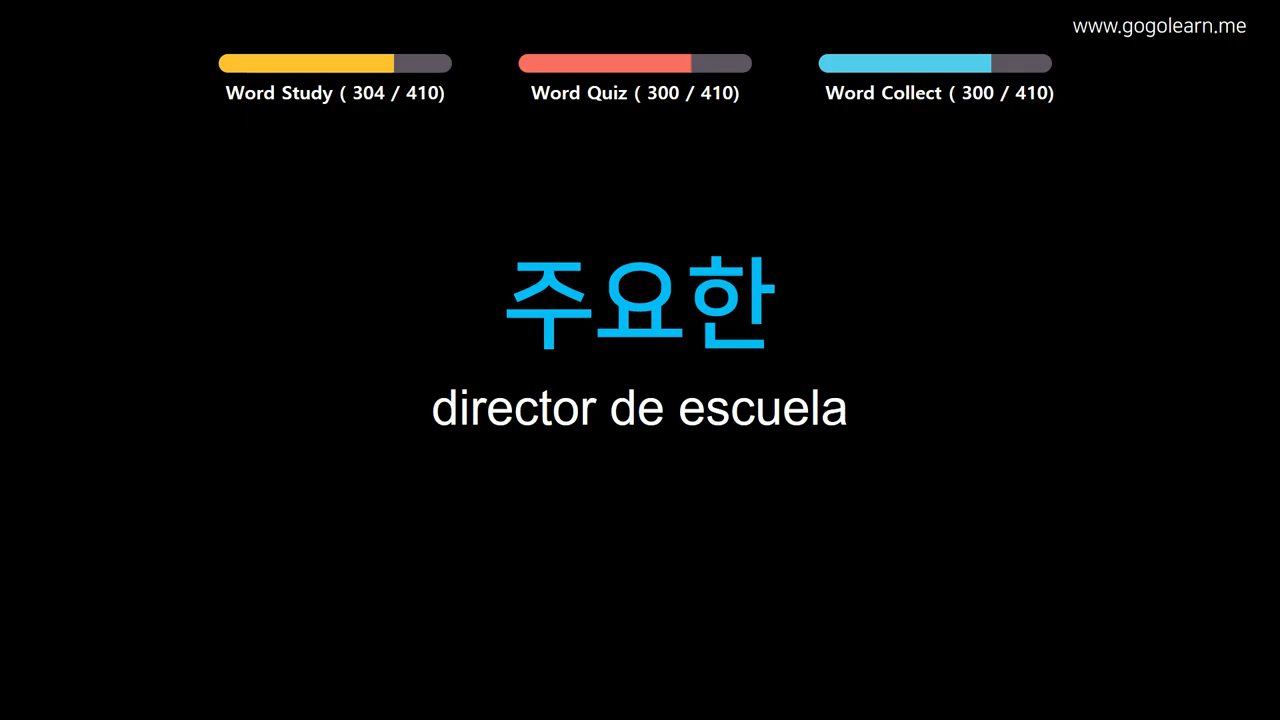 www.gogolearn.me
Word Study ( 304 / 410)
Word Quiz ( 300 / 410)
Word Collect ( 300 / 410)
주요한
director de escuela